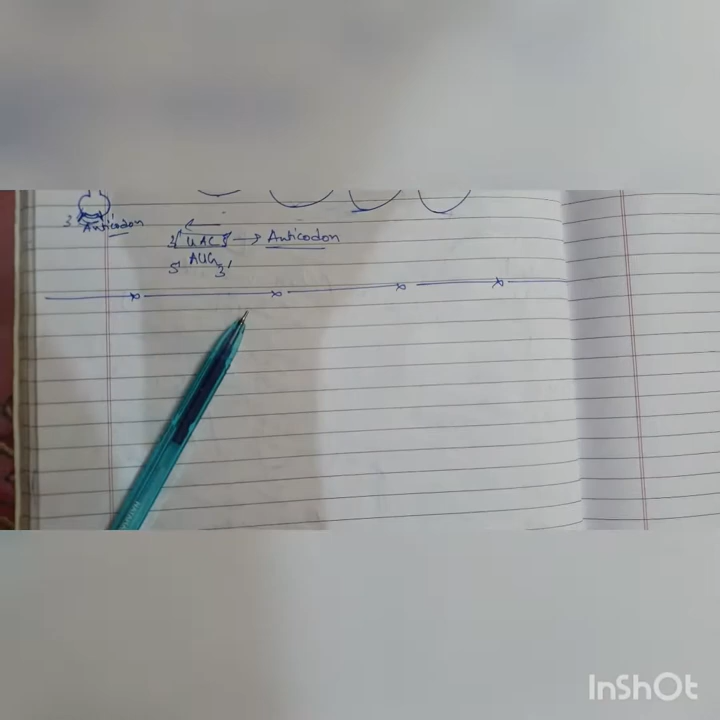 3 Anticodon
3' UAC 5' → Anticodon
5' AUG 3'
InShOt